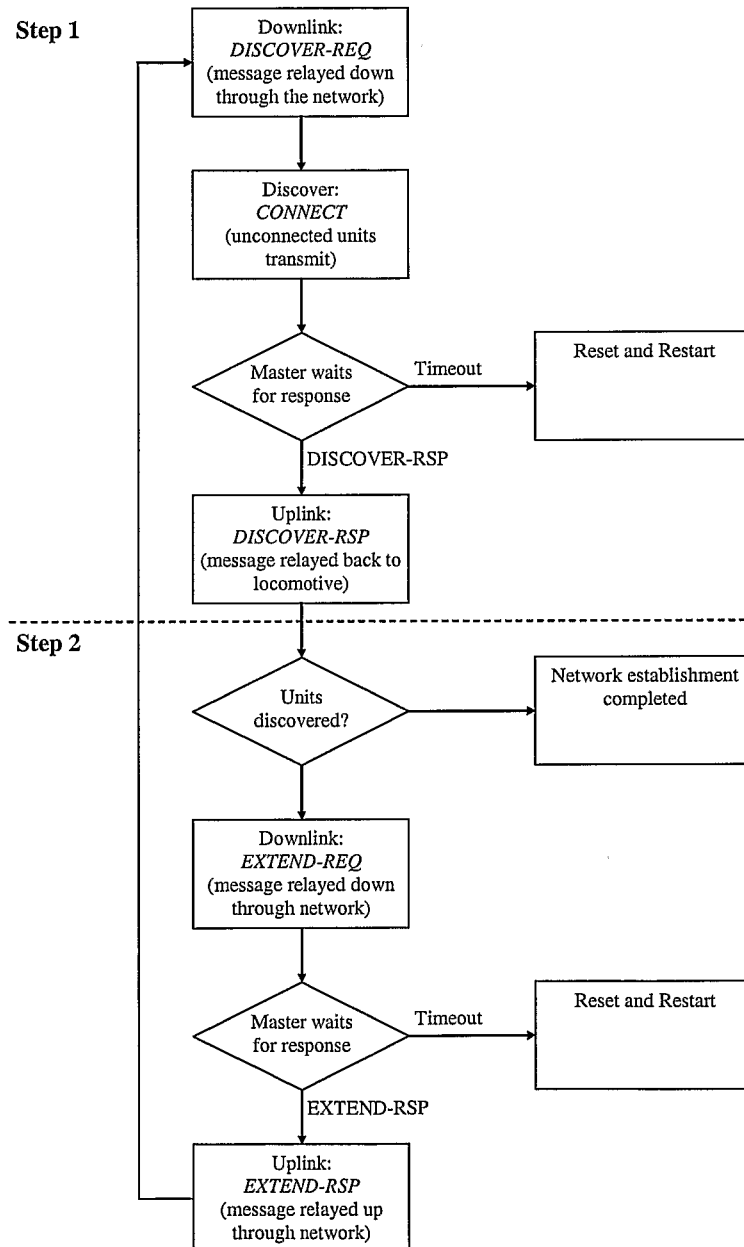 Step 1
Downlink:
DISCOVER-REQ
(message relayed down
through the network)
Discover:
CONNECT
(unconnected units
transmit)
Master waits
for response
Timeout
Reset and Restart
DISCOVER-RSP
Uplink:
DISCOVER-RSP
(message relayed back to
locomotive)
Step 2
Units
discovered?
Network establishment
completed
Downlink:
EXTEND-REQ
(message relayed down
through network)
Master waits
for response
Timeout
Reset and Restart
EXTEND-RSP
Uplink:
EXTEND-RSP
(message relayed up
through network)